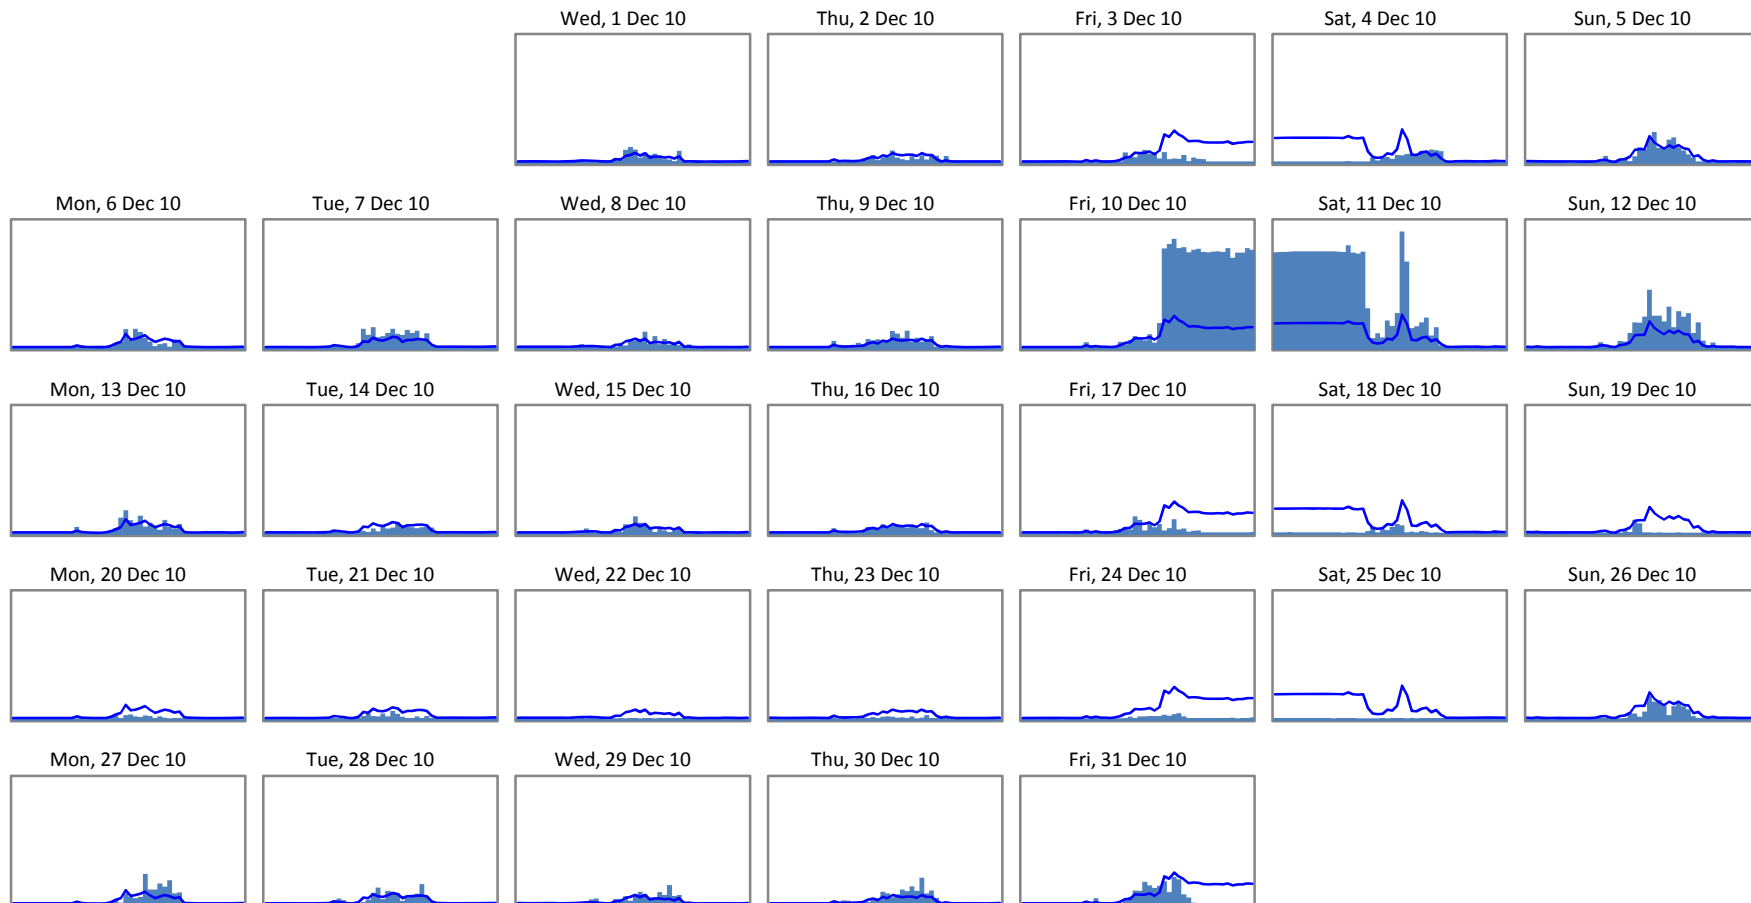 Wed, 1 Dec 10
Thu, 2 Dec 10
Fri, 3 Dec 10
Sat, 4 Dec 10
Sun, 5 Dec 10
Mon, 6 Dec 10
Tue, 7 Dec 10
Wed, 8 Dec 10
Thu, 9 Dec 10
Fri, 10 Dec 10
Sat, 11 Dec 10
Sun, 12 Dec 10
Mon, 13 Dec 10
Tue, 14 Dec 10
Wed, 15 Dec 10
Thu, 16 Dec 10
Fri, 17 Dec 10
Sat, 18 Dec 10
Sun, 19 Dec 10
Mon, 20 Dec 10
Tue, 21 Dec 10
Wed, 22 Dec 10
Thu, 23 Dec 10
Fri, 24 Dec 10
Sat, 25 Dec 10
Sun, 26 Dec 10
Mon, 27 Dec 10
Tue, 28 Dec 10
Wed, 29 Dec 10
Thu, 30 Dec 10
Fri, 31 Dec 10